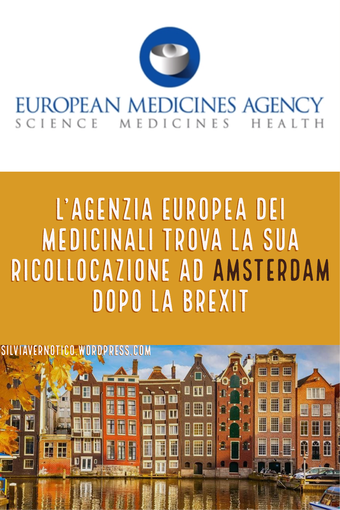 EUROPEAN MEDICINES AGENCY
SCIENCE MEDICINES HEALTH
L'AGENZIA EUROPEA DEI
MEDICINALI TROVA LA SUA
RICOLLOCAZIONE AD AMSTERDAM
DOPO LA BREXIT
SILVIAVERNOTICO.WORDPRESS.COM